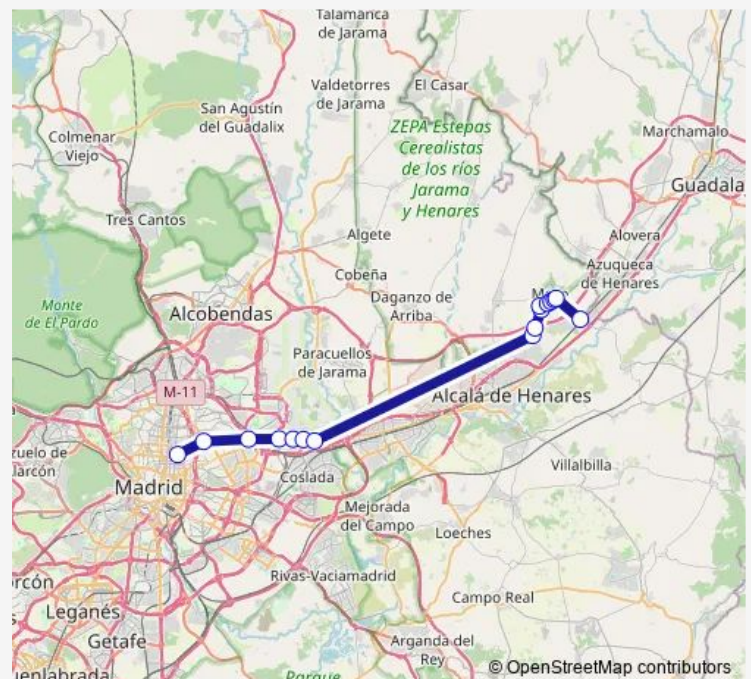 Talamanca
de Jarama
Valdetorres
de Jarama
El Casar
San Agustín
del Guadalix
ZEPA Estepas
Cerealistas
de los ríos
Jarama
y Henares
Marchamalo
Colmenar
Viejo
Guadala
Tres Cantos
Algete
Alovera
Cobeña
Azuqueca
de Henares
Monte
de El Pardo
Daganzo de
Arriba
Alcobendas
Paracuellos
de Jarama
M-11
Alcalá de Henares
zuelo de
larcón
Madrid
Coslada
Villalbilla
Mejorada
del Campo
Loeches
Rivas-Vaciamadrid
orcón
Campo Real
Leganés
Getafe
Arganda del
Rey
uenlabrada
Parque
© OpenStreetMap contributors